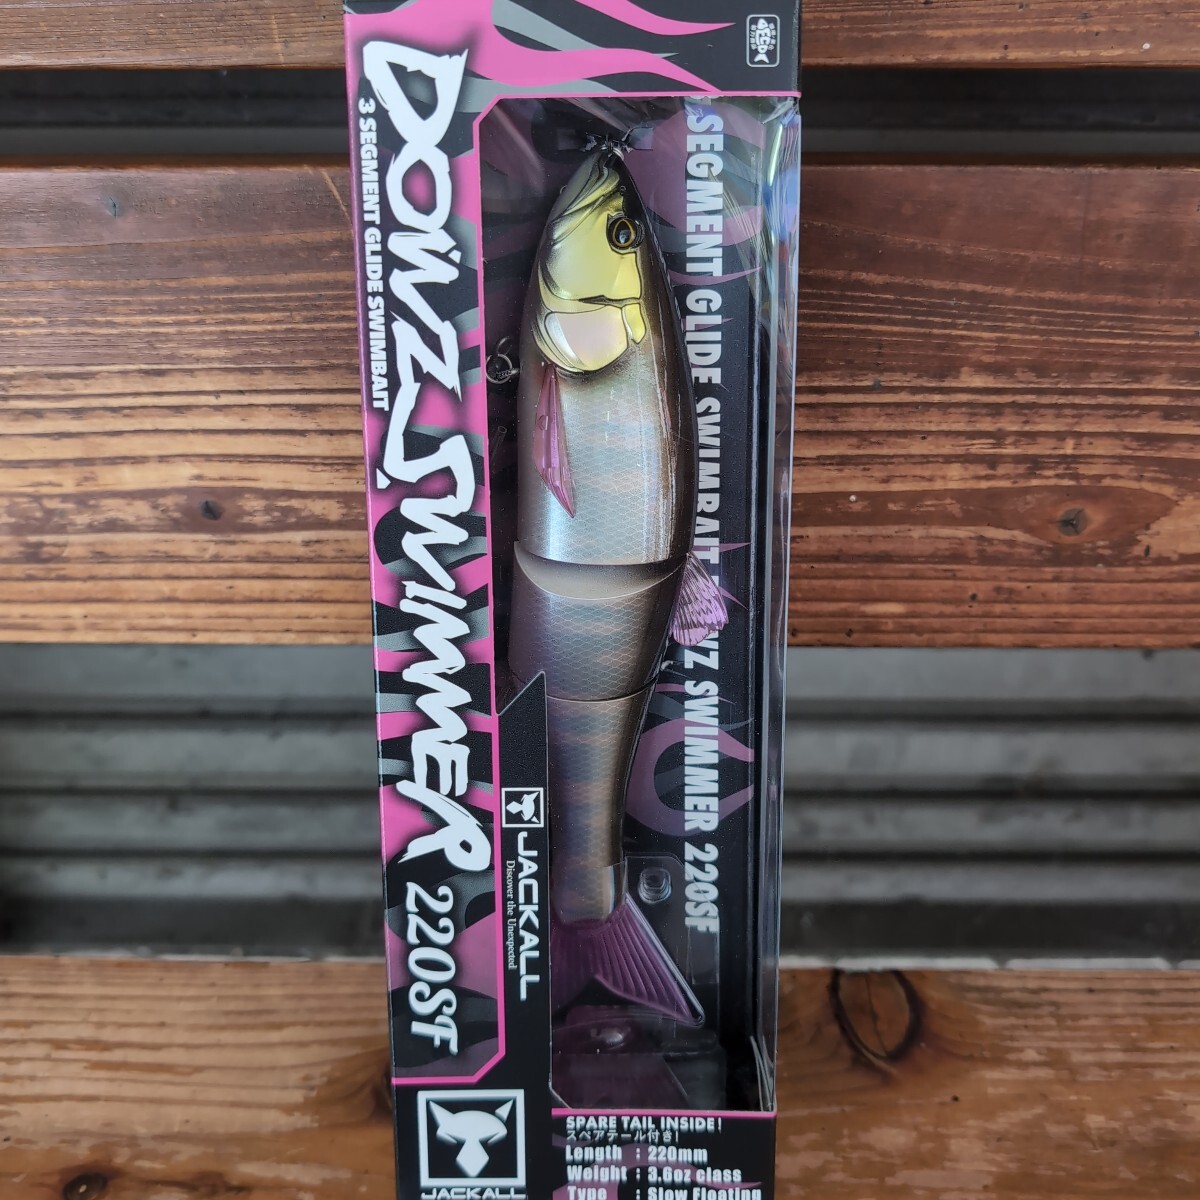 DOWZ SWIMMER 220SF
3 SEGMENT GLIDE SWIMBAIT
SEGMENT GLIDE SWIMBAIT
SWIMMER 220SF
JACKALL
Discover the Unexpected
JACKALL
SPARE TAIL INSIDE!
スペアテール付き!
Length : 220mm
Weight : 3.6oz class
Type : Slow Floating